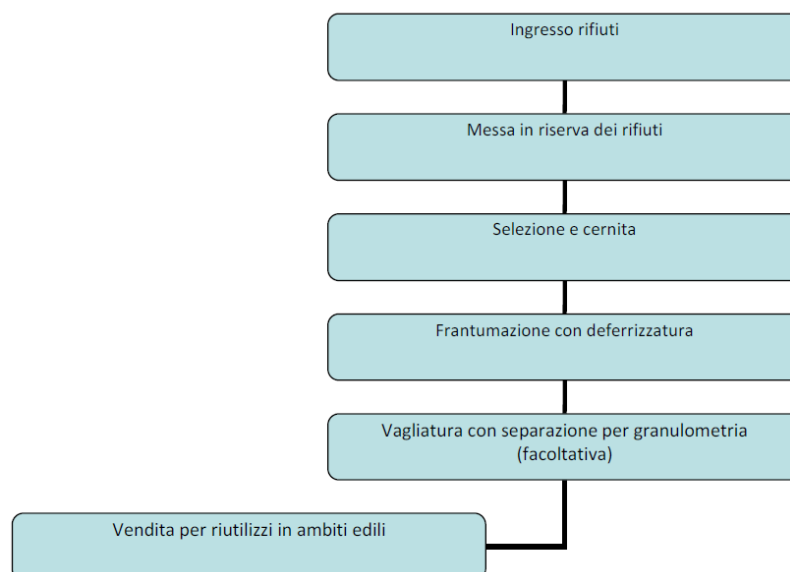 Ingresso rifiuti
Messa in riserva dei rifiuti
Selezione e cernita
Frantumazione con deferrizzatura
Vagliatura con separazione per granulometria
(facoltativa)
Vendita per riutilizzi in ambiti edili